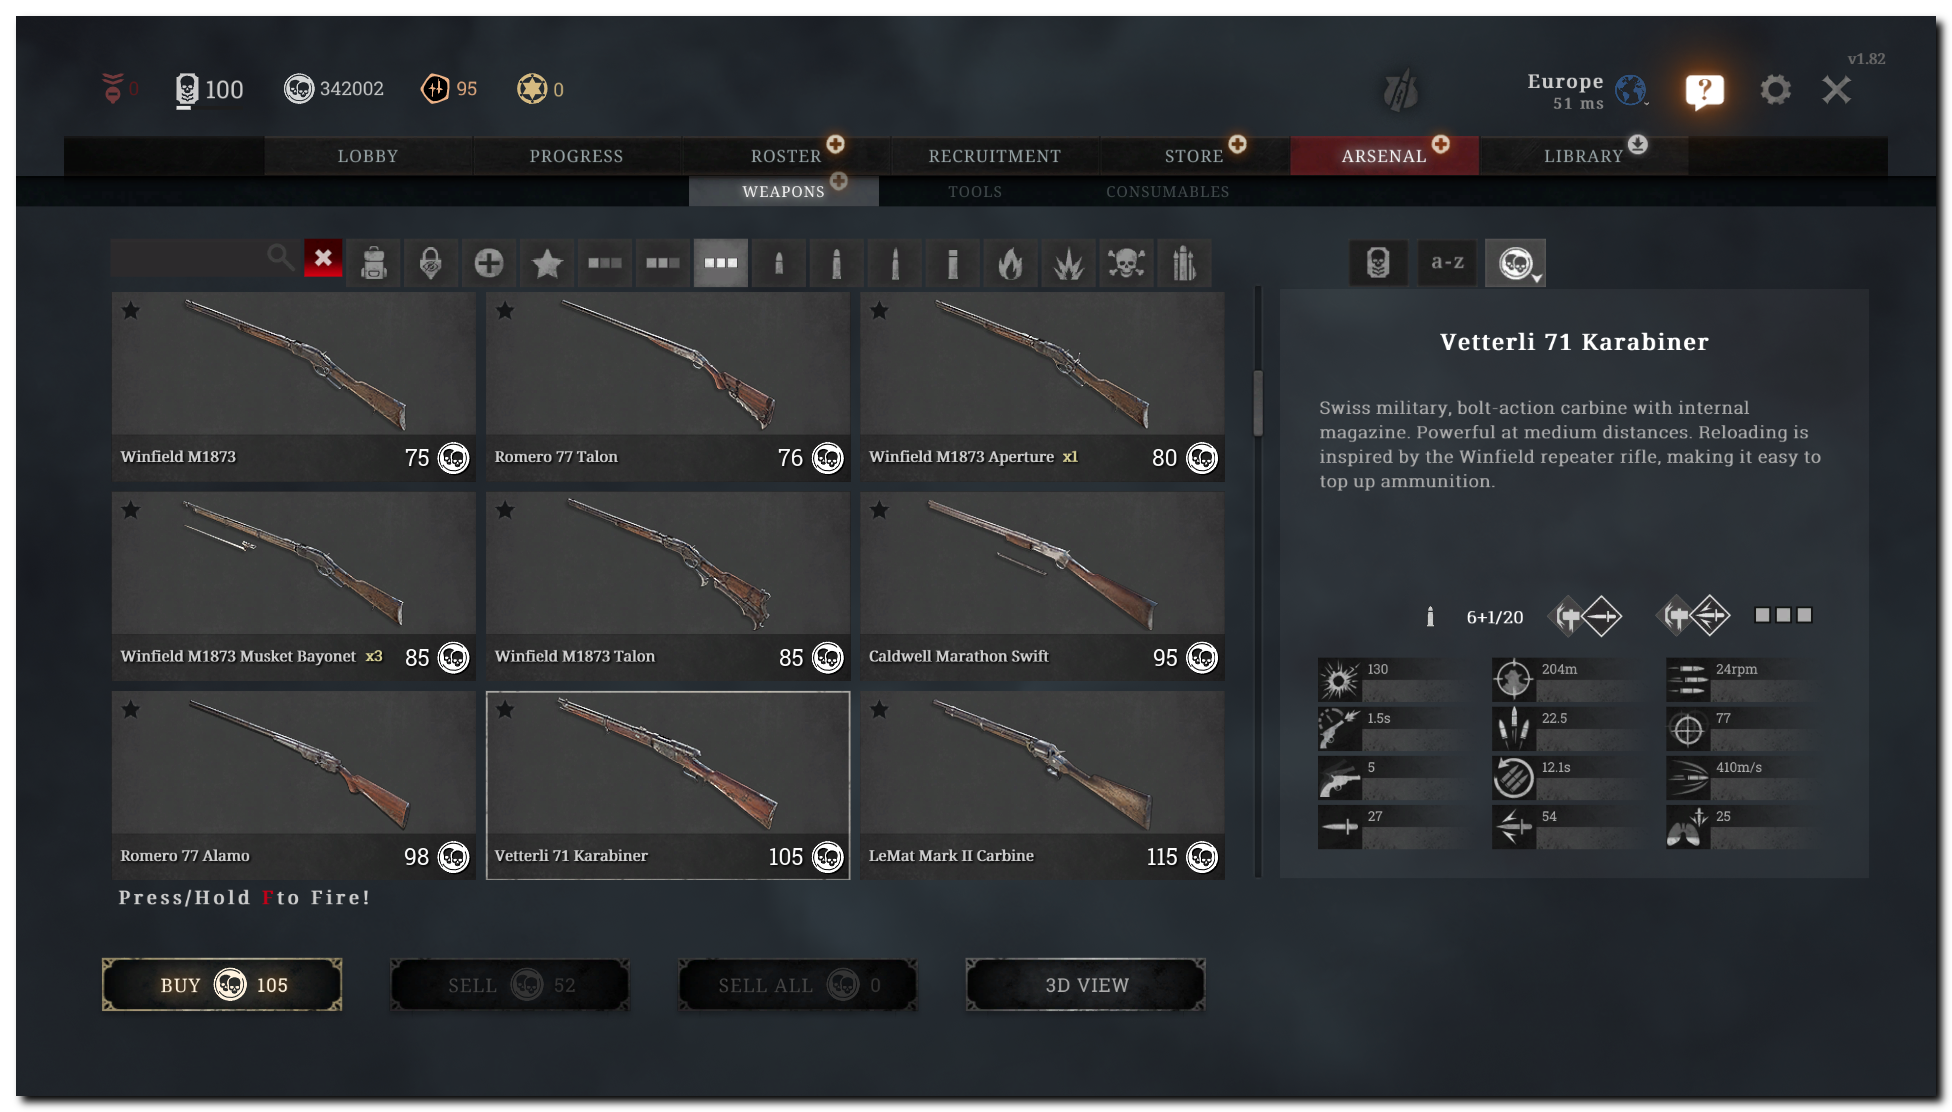 v1.82
0
100
342002
95
0
Europe
51 ms
?
LOBBY
PROGRESS
ROSTER
RECRUITMENT
STORE
ARSENAL
LIBRARY
WEAPONS
TOOLS
CONSUMABLES
a-z
Winfield M1873
75
Romero 77 Talon
76
Winfield M1873 Aperture x1
80
Winfield M1873 Musket Bayonet x3
85
Winfield M1873 Talon
85
Caldwell Marathon Swift
95
Romero 77 Alamo
98
Vetterli 71 Karabiner
105
LeMat Mark II Carbine
115
Press/Hold F to Fire!
BUY 105
SELL 52
SELL ALL 0
3D VIEW
Vetterli 71 Karabiner
Swiss military, bolt-action carbine with internal
magazine. Powerful at medium distances. Reloading is
inspired by the Winfield repeater rifle, making it easy to
top up ammunition.
6+1/20
130
204m
24rpm
1.5s
22.5
77
5
12.1s
410m/s
27
54
25